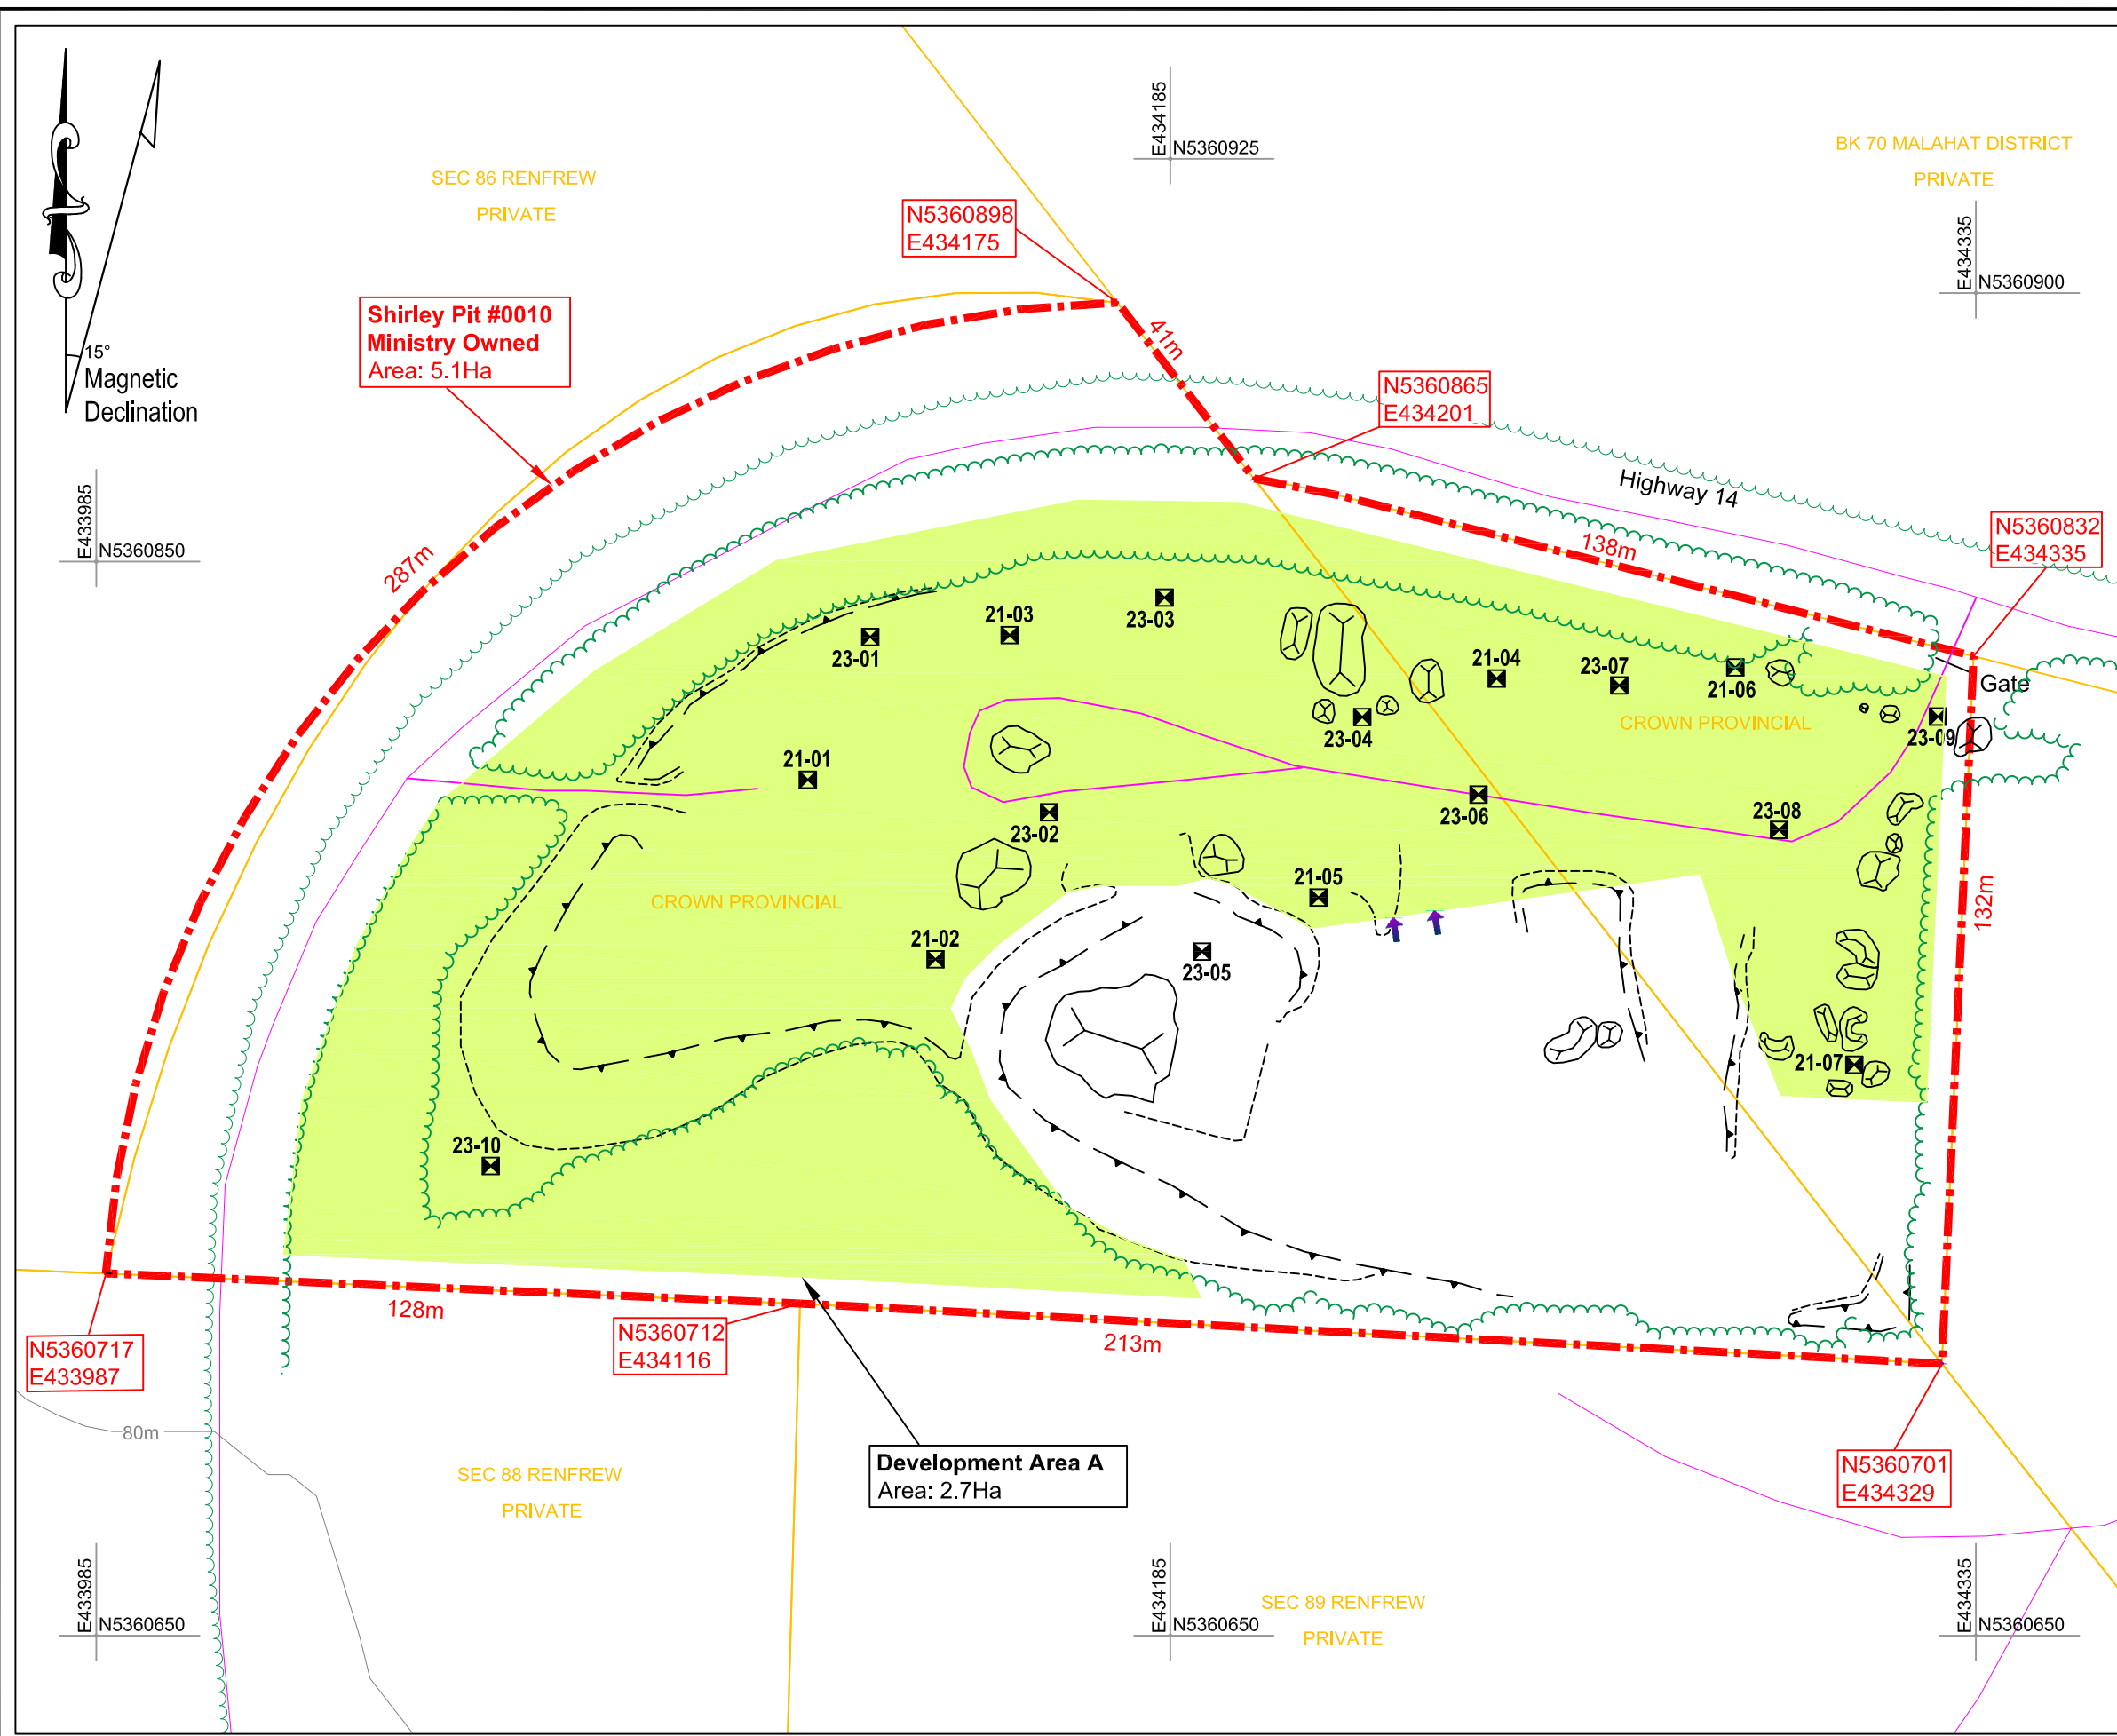 E434185
N5360925
BK 70 MALAHAT DISTRICT
PRIVATE
SEC 86 RENFREW
PRIVATE
N5360898
E434175
E434335
N5360900
Shirley Pit #0010
Ministry Owned
Area: 5.1Ha
15°
Magnetic
Declination
41m
N5360865
E434201
Highway 14
E433985
N5360850
N5360832
E434335
287m
138m
21-03
23-03
23-01
21-04
23-07
21-06
Gate
CROWN PROVINCIAL
23-04
23-09
21-01
23-02
23-06
23-08
21-05
CROWN PROVINCIAL
132m
21-02
23-05
21-07
23-10
128m
N5360712
E434116
213m
N5360717
E433987
80m
Development Area A
Area: 2.7Ha
N5360701
E434329
SEC 88 RENFREW
PRIVATE
E433985
N5360650
E434185
N5360650
SEC 89 RENFREW
PRIVATE
E434335
N5360650